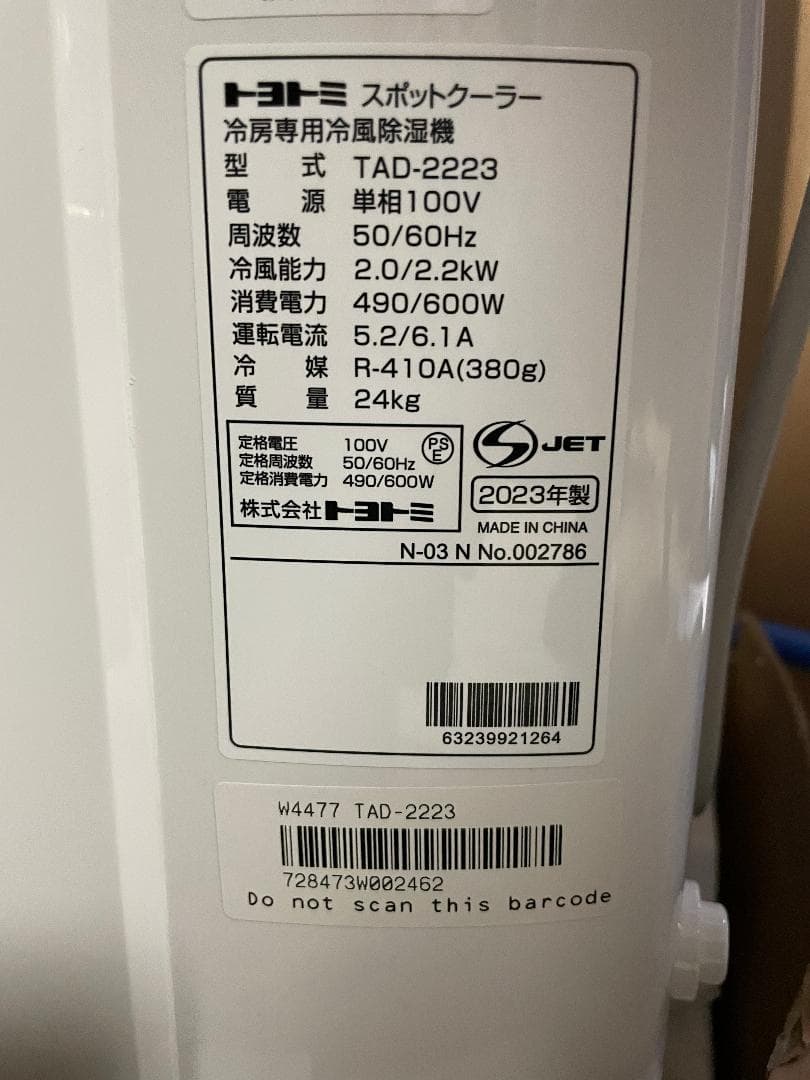 トヨトミ スポットクーラー
冷房専用冷風除湿機
型 式 TAD-2223
電 源 単相100V
周波数 50/60Hz
冷風能力 2.0/2.2kW
消費電力 490/600W
運転電流 5.2/6.1A
冷 媒 R-410A(380g)
質 量 24kg
定格電圧 100V
定格周波数 50/60Hz
定格消費電力 490/600W
PS
E
株式会社トヨトミ
S JET
2023年製
MADE IN CHINA
N-03 N No.002786
63239921264
W4477 TAD-2223
728473W002462
Do not scan this barcode